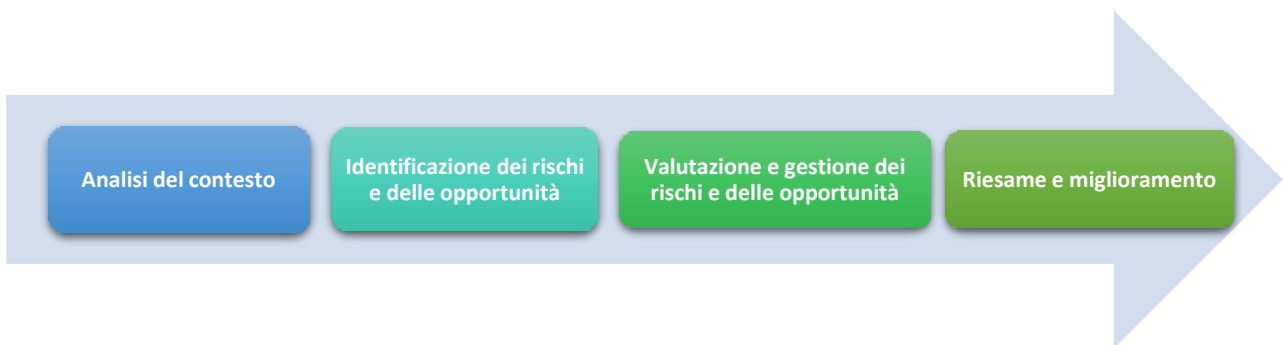 Analisi del contesto
Identificazione dei rischi
e delle opportunità
Valutazione e gestione dei
rischi e delle opportunità
Riesame e miglioramento